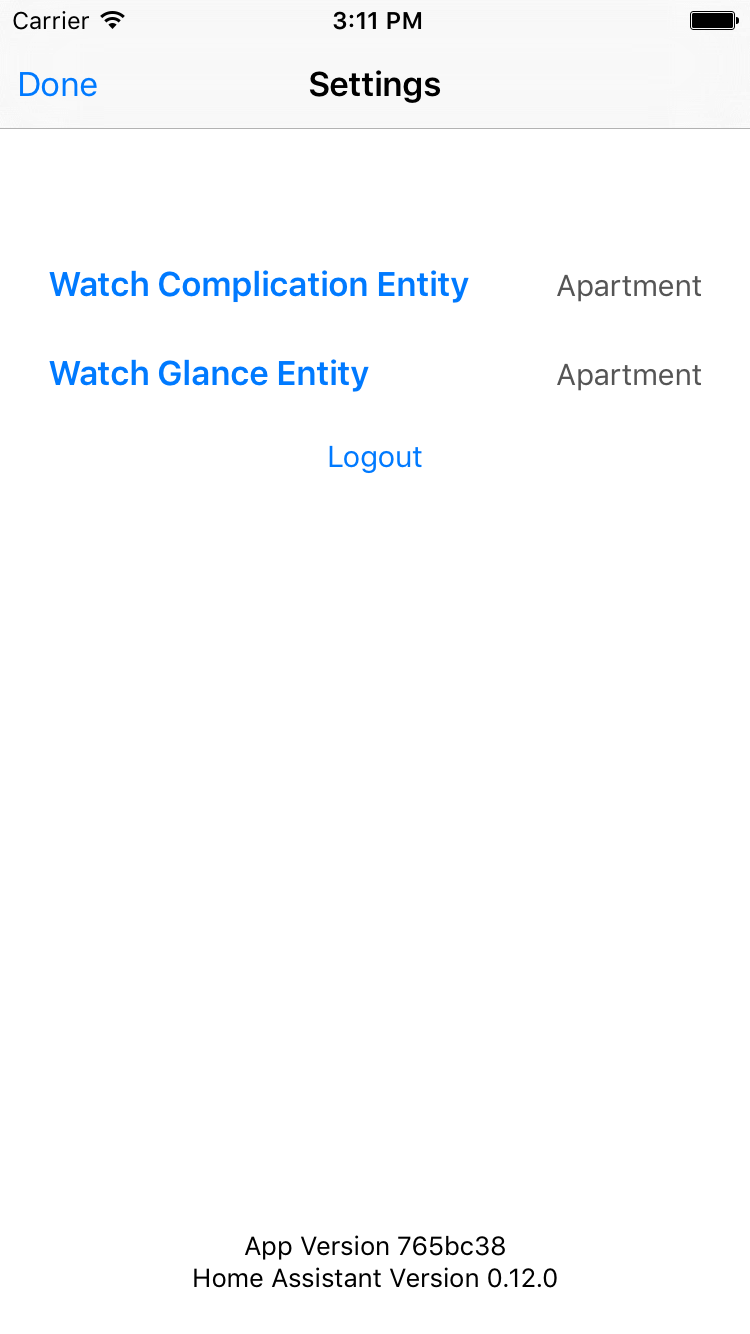 Carrier 3:11 PM
Done Settings
Watch Complication Entity Apartment
Watch Glance Entity Apartment
Logout
App Version 765bc38
Home Assistant Version 0.12.0